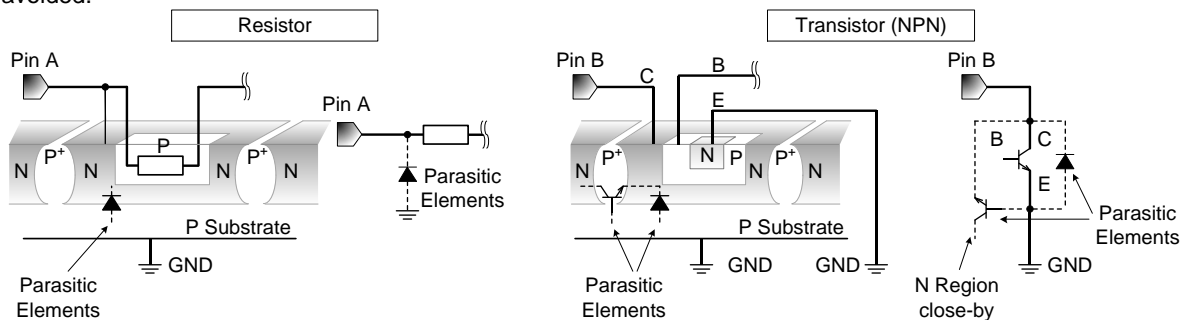 avoided.
Resistor
Transistor (NPN)
Pin A
Pin A
P
N
P+
N
P+
N
N
Parasitic
Elements
P Substrate
GND
Parasitic
Elements
Pin B
C
B
E
N
P+
N
N
P
P+
N
N
P Substrate
GND
GND
Parasitic
Elements
Pin B
B
C
E
Parasitic
Elements
GND
N Region
close-by